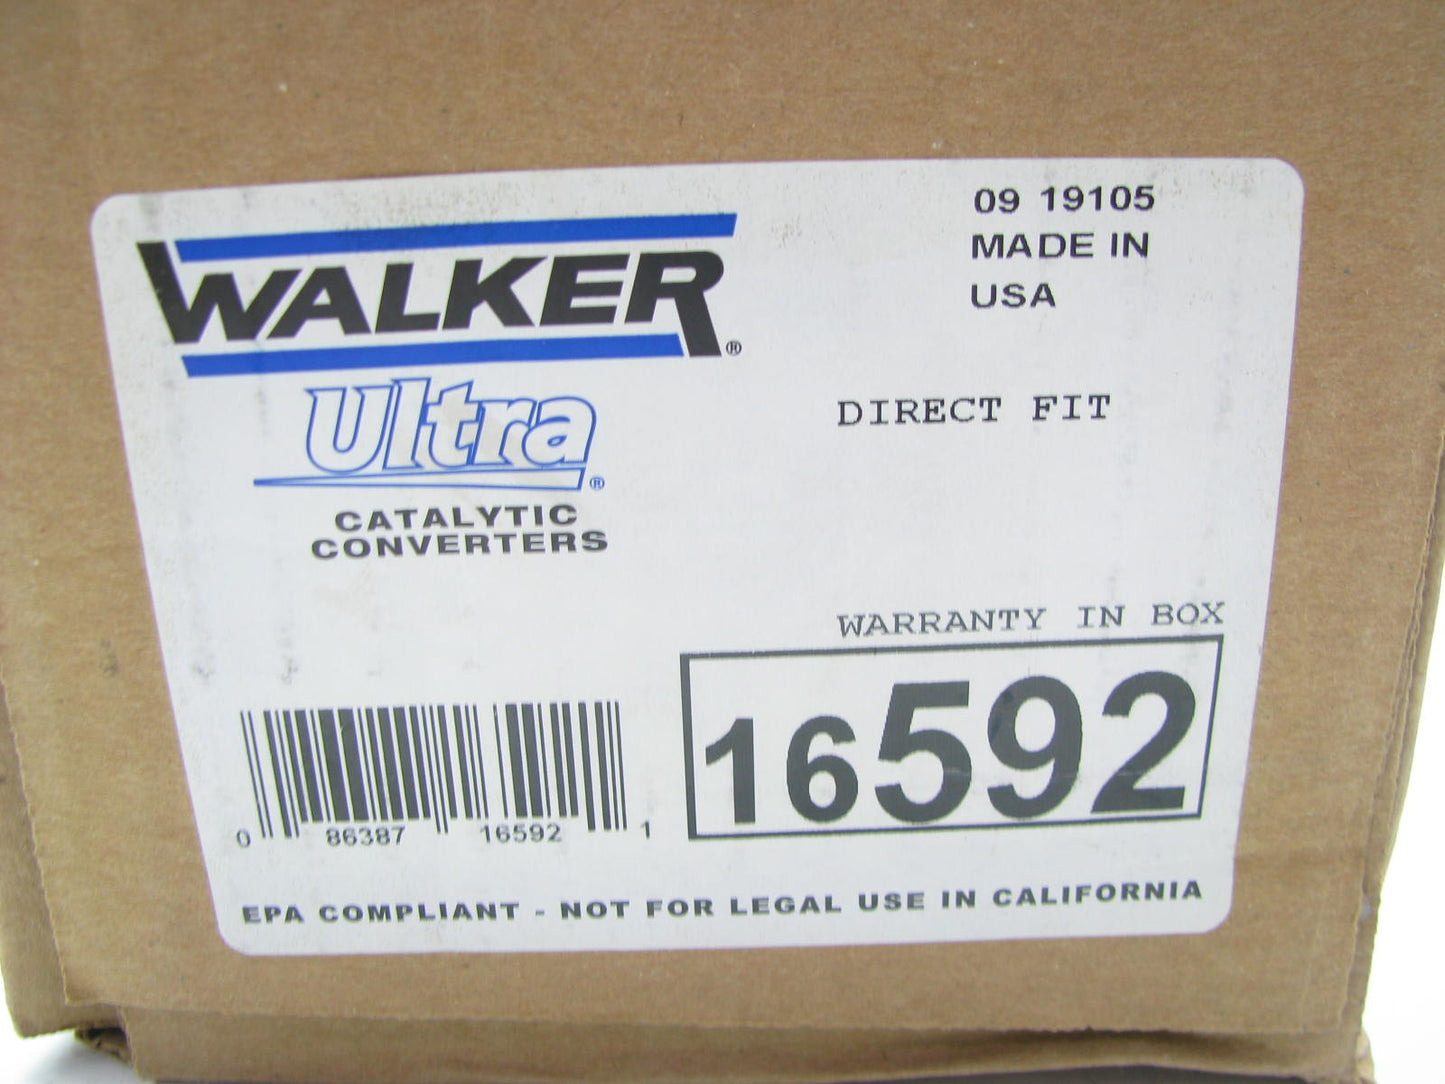 09 19105
MADE IN
USA
WALKER®
Ultra®
CATALYTIC
CONVERTERS
DIRECT FIT
WARRANTY IN BOX
16592
0 86387 16592 1
EPA COMPLIANT - NOT FOR LEGAL USE IN CALIFORNIA